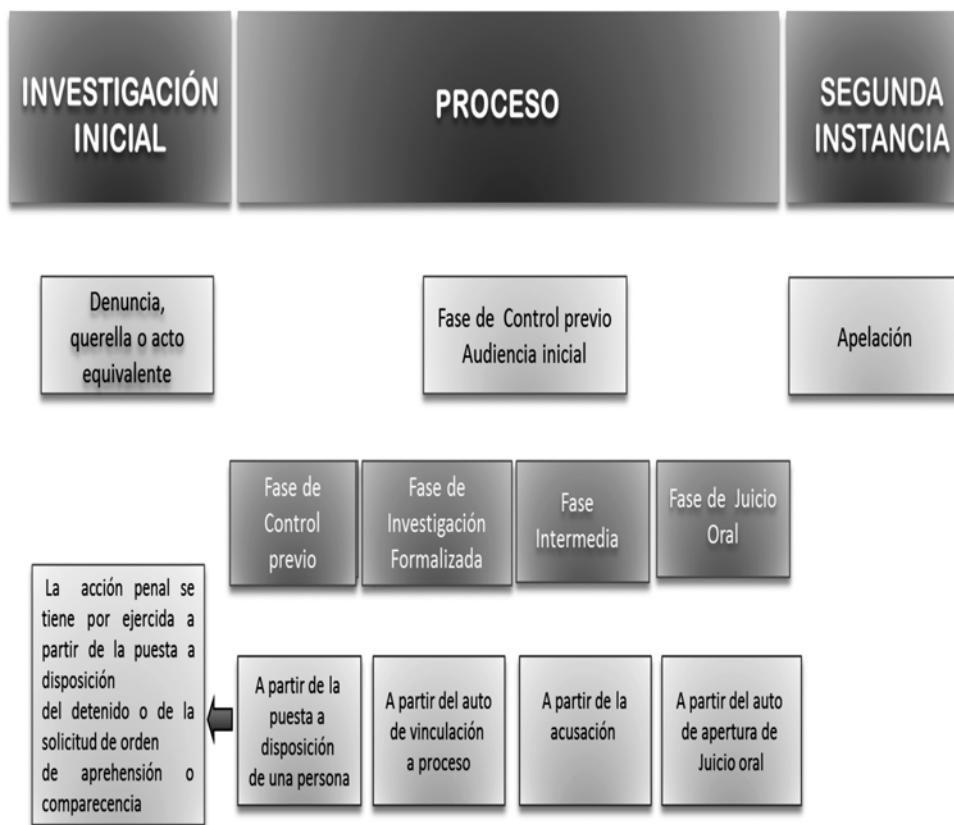 INVESTIGACIÓN
INICIAL
PROCESO
SEGUNDA
INSTANCIA
Denuncia,
querella o acto
equivalente
Fase de Control previo
Audiencia inicial
Apelación
Fase de
Control
previo
Fase de
Investigación
Formalizada
Fase
Intermedia
Fase de Juicio
Oral
La acción penal se
tiene por ejercida a
partir de la puesta a
disposición
del detenido o de la
solicitud de orden
de aprehensión o
comparecencia
A partir de la
puesta a
disposición
de una persona
A partir del auto
de vinculación
a proceso
A partir de la
acusación
A partir del auto
de apertura de
Juicio oral